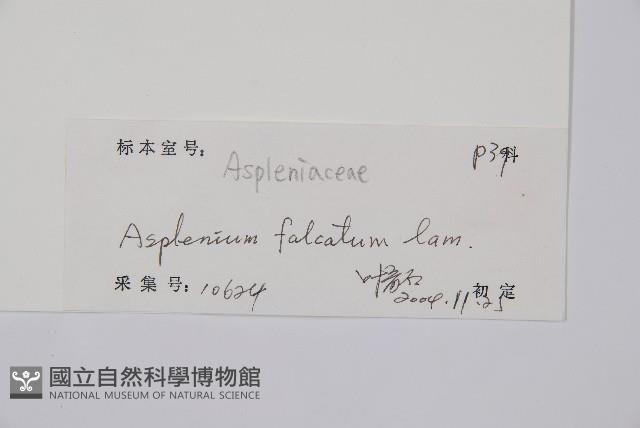 标本室号: P39科
Aspleniaceae
Asplenium falcatum Lam.
采集号: 10624 初定
2004.11.25
國立自然科學博物館
NATIONAL MUSEUM OF NATURAL SCIENCE